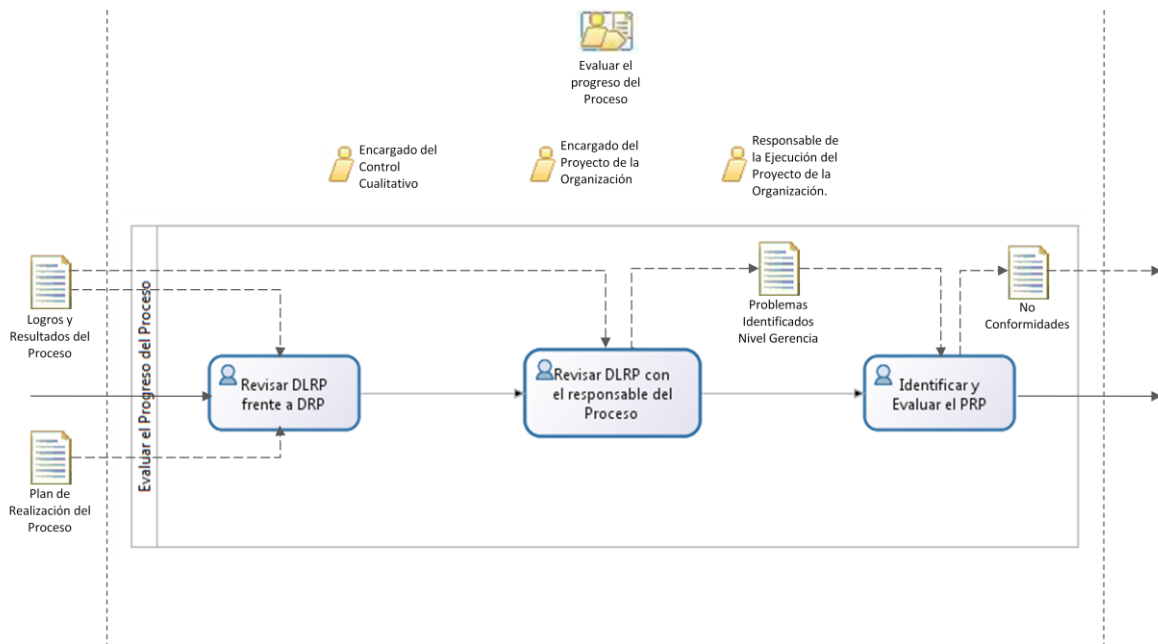 Evaluar el
progreso del
Proceso
Encargado del
Control
Cualitativo
Encargado del
Proyecto de la
Organización
Responsable de
la Ejecución del
Proyecto de la
Organización.
Evaluar el Progreso del Proceso
Logros y
Resultados del
Proceso
Problemas
Identificados
Nivel Gerencia
No
Conformidades
Revisar DLRP
frente a DRP
Revisar DLRP con
el responsable del
Proceso
Identificar y
Evaluar el PRP
Plan de
Realización del
Proceso